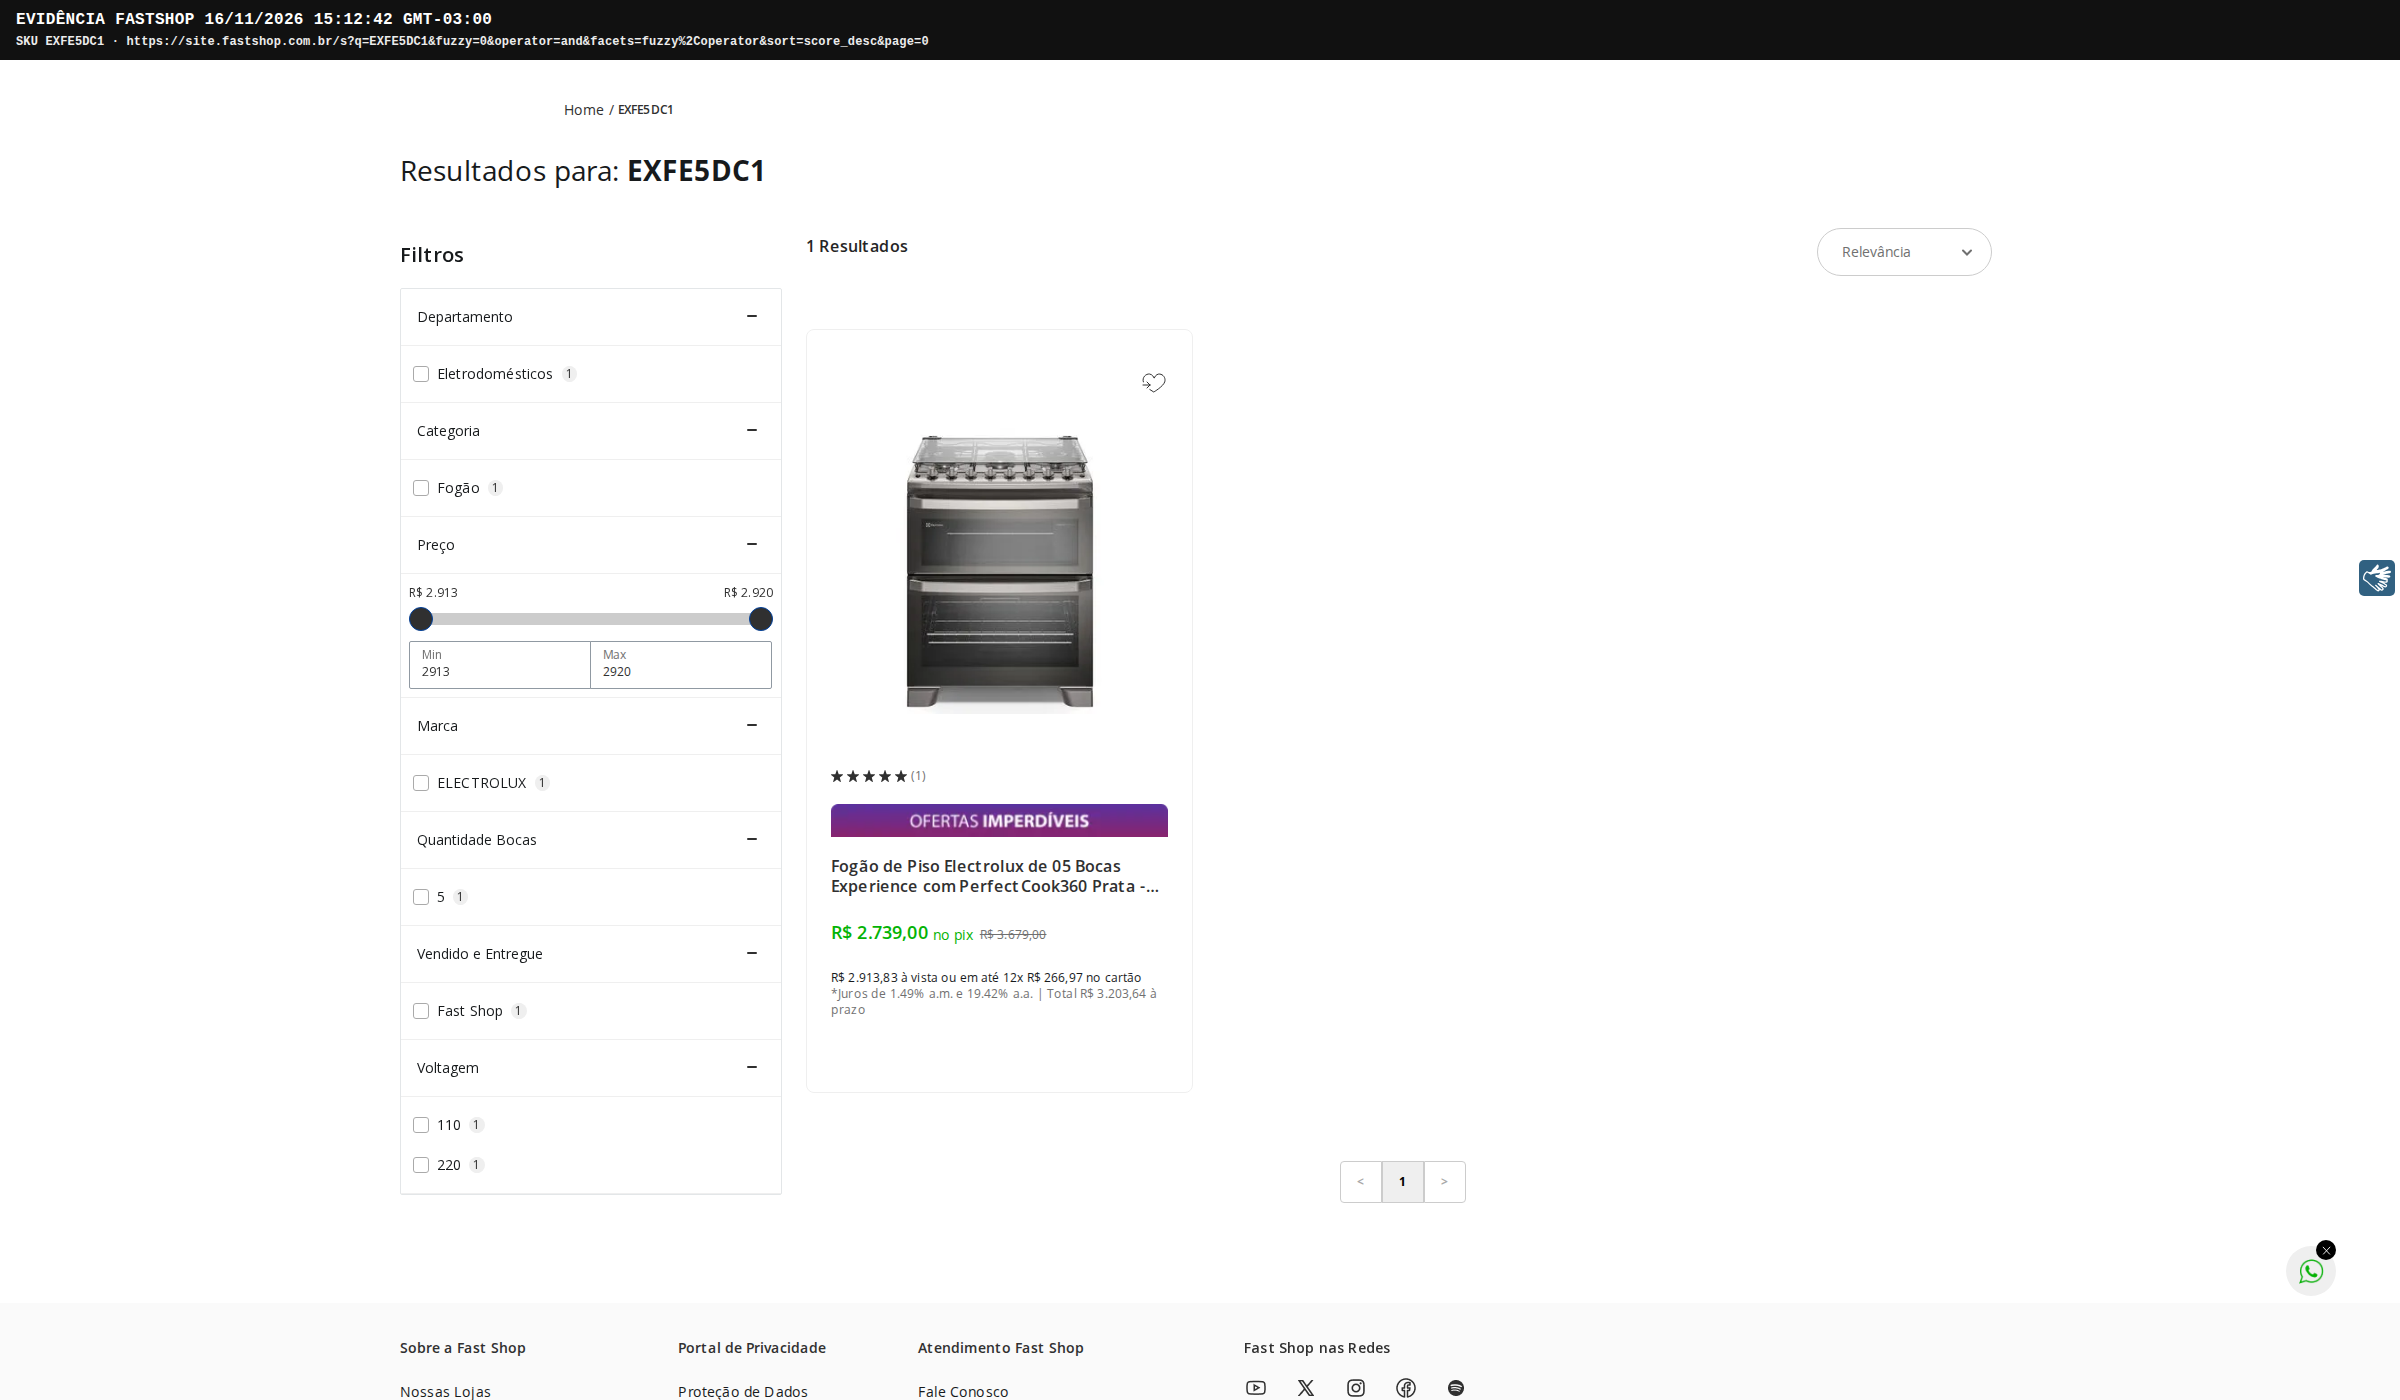 EVIDÊNCIA FASTSHOP 16/11/2026 15:12:42 GMT-03:00
SKU EXFE5DC1 · https://site.fastshop.com.br/s?q=EXFE5DC1&fuzzy=0&operator=and&facets=fuzzy%2Coperator&sort=score_desc&page=0
Home / EXFE5DC1
Resultados para: EXFE5DC1
Filtros
1 Resultados
Relevância
Departamento
Eletrodomésticos 1
Categoria
Fogão 1
Preço
R$ 2.913 R$ 2.920
Min
2913
Max
2920
Marca
ELECTROLUX 1
Quantidade Bocas
5 1
Vendido e Entregue
Fast Shop 1
Voltagem
110 1
220 1
(1)
OFERTAS IMPERDÍVEIS
Fogão de Piso Electrolux de 05 Bocas
Experience com PerfectCook360 Prata -...
R$ 2.739,00 no pix R$ 3.679,00
R$ 2.913,83 à vista ou em até 12x R$ 266,97 no cartão
*Juros de 1.49% a.m. e 19.42% a.a. | Total R$ 3.203,64 à
prazo
< 1 >
Sobre a Fast Shop
Portal de Privacidade
Atendimento Fast Shop
Fast Shop nas Redes
Nossas Lojas
Proteção de Dados
Fale Conosco